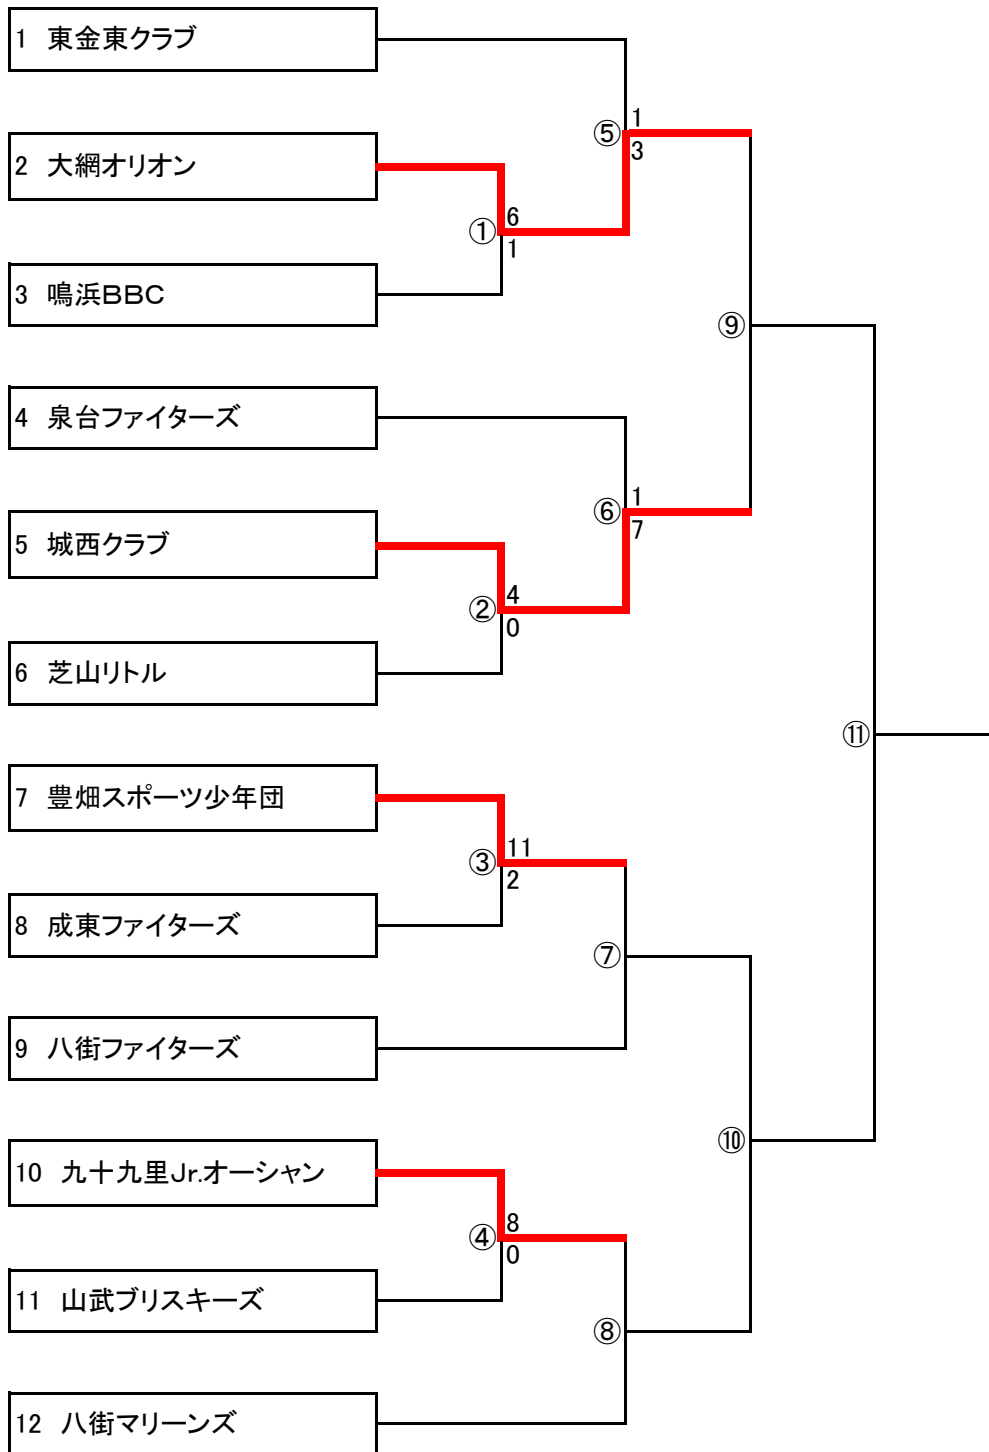 1 東金東クラブ
1
⑤
3
2 大網オリオン
6
①
1
3 鳴浜BBC
⑨
4 泉台ファイターズ
1
⑥
7
5 城西クラブ
4
②
0
6 芝山リトル
⑪
7 豊畑スポーツ少年団
11
③
2
8 成東ファイターズ
⑦
9 八街ファイターズ
⑩
10 九十九里Jr.オーシャン
8
④
0
11 山武ブリスキーズ
⑧
12 八街マリーンズ